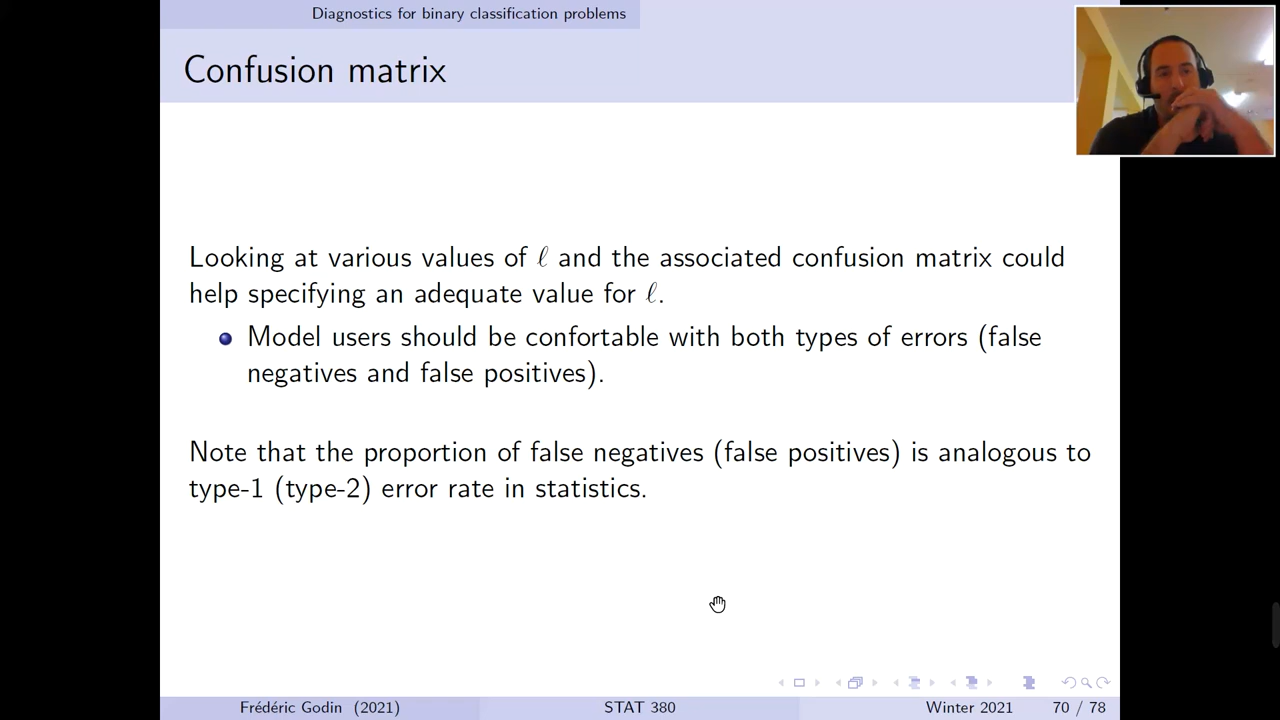 Diagnostics for binary classification problems
Confusion matrix
Looking at various values of ℓ and the associated confusion matrix could
help specifying an adequate value for ℓ.
Model users should be confortable with both types of errors (false
negatives and false positives).
Note that the proportion of false negatives (false positives) is analogous to
type-1 (type-2) error rate in statistics.
Frédéric Godin (2021) STAT 380 Winter 2021 70 / 78